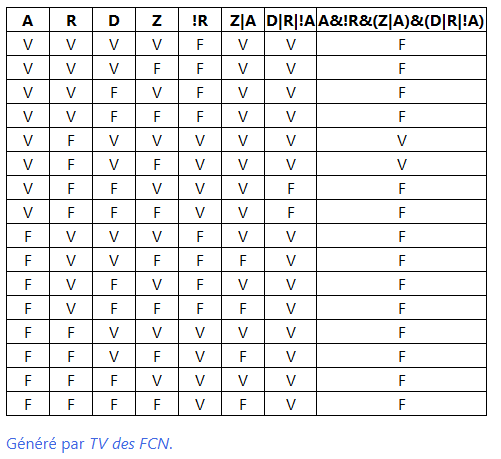 A R D Z !R Z|A D|R|!A A&!R&(Z|A)&(D|R|!A)
V V V V F V V F
V V V F F V V F
V V F V F V V F
V V F F F V V F
V F V V V V V V
V F V F V V V V
V F F V V V F F
V F F F V V F F
F V V V F V V F
F V V F F F V F
F V F V F V V F
F V F F F F V F
F F V V V V V F
F F V F V F V F
F F F V V V V F
F F F F V F V F
Généré par TV des FCN.